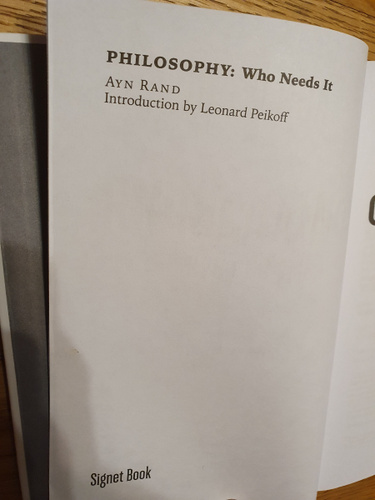 PHILOSOPHY: Who Needs It
AYN RAND
Introduction by Leonard Peikoff
Signet Book